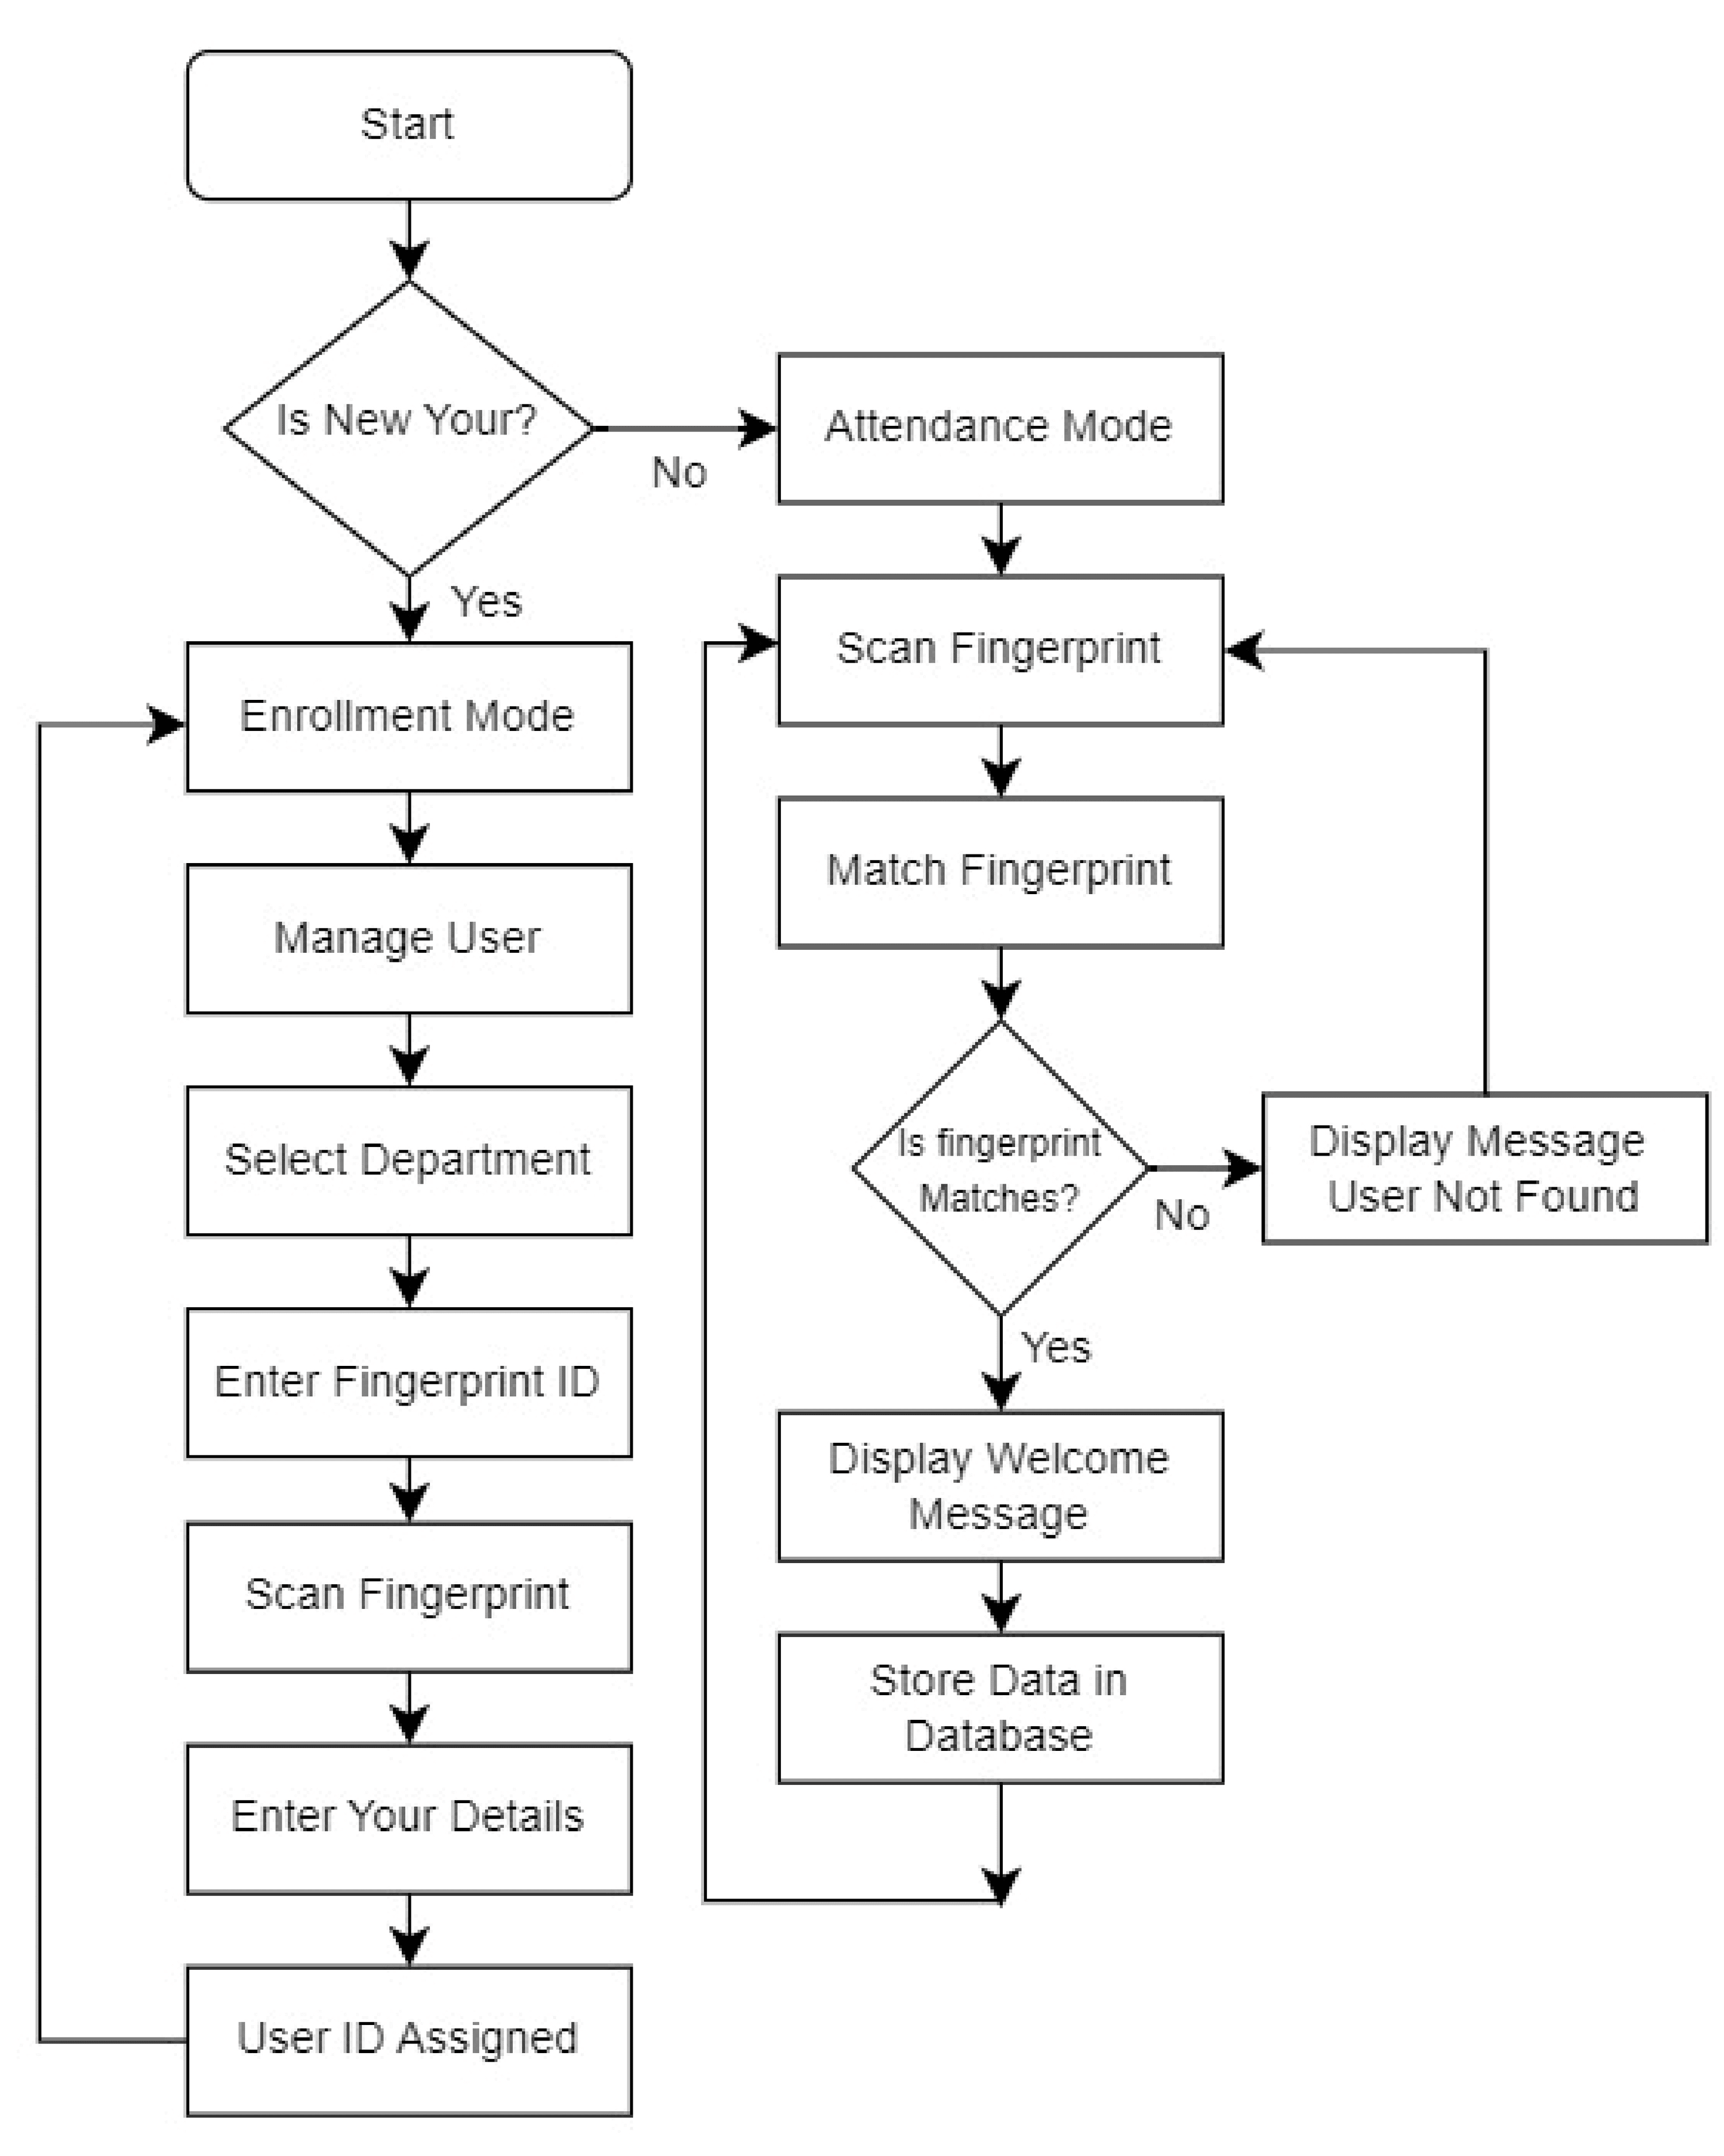 Start
Is New Your?
No
Yes
Attendance Mode
Scan Fingerprint
Match Fingerprint
Is fingerprint
Matches?
No
Display Message
User Not Found
Yes
Display Welcome
Message
Store Data in
Database
Enrollment Mode
Manage User
Select Department
Enter Fingerprint ID
Scan Fingerprint
Enter Your Details
User ID Assigned